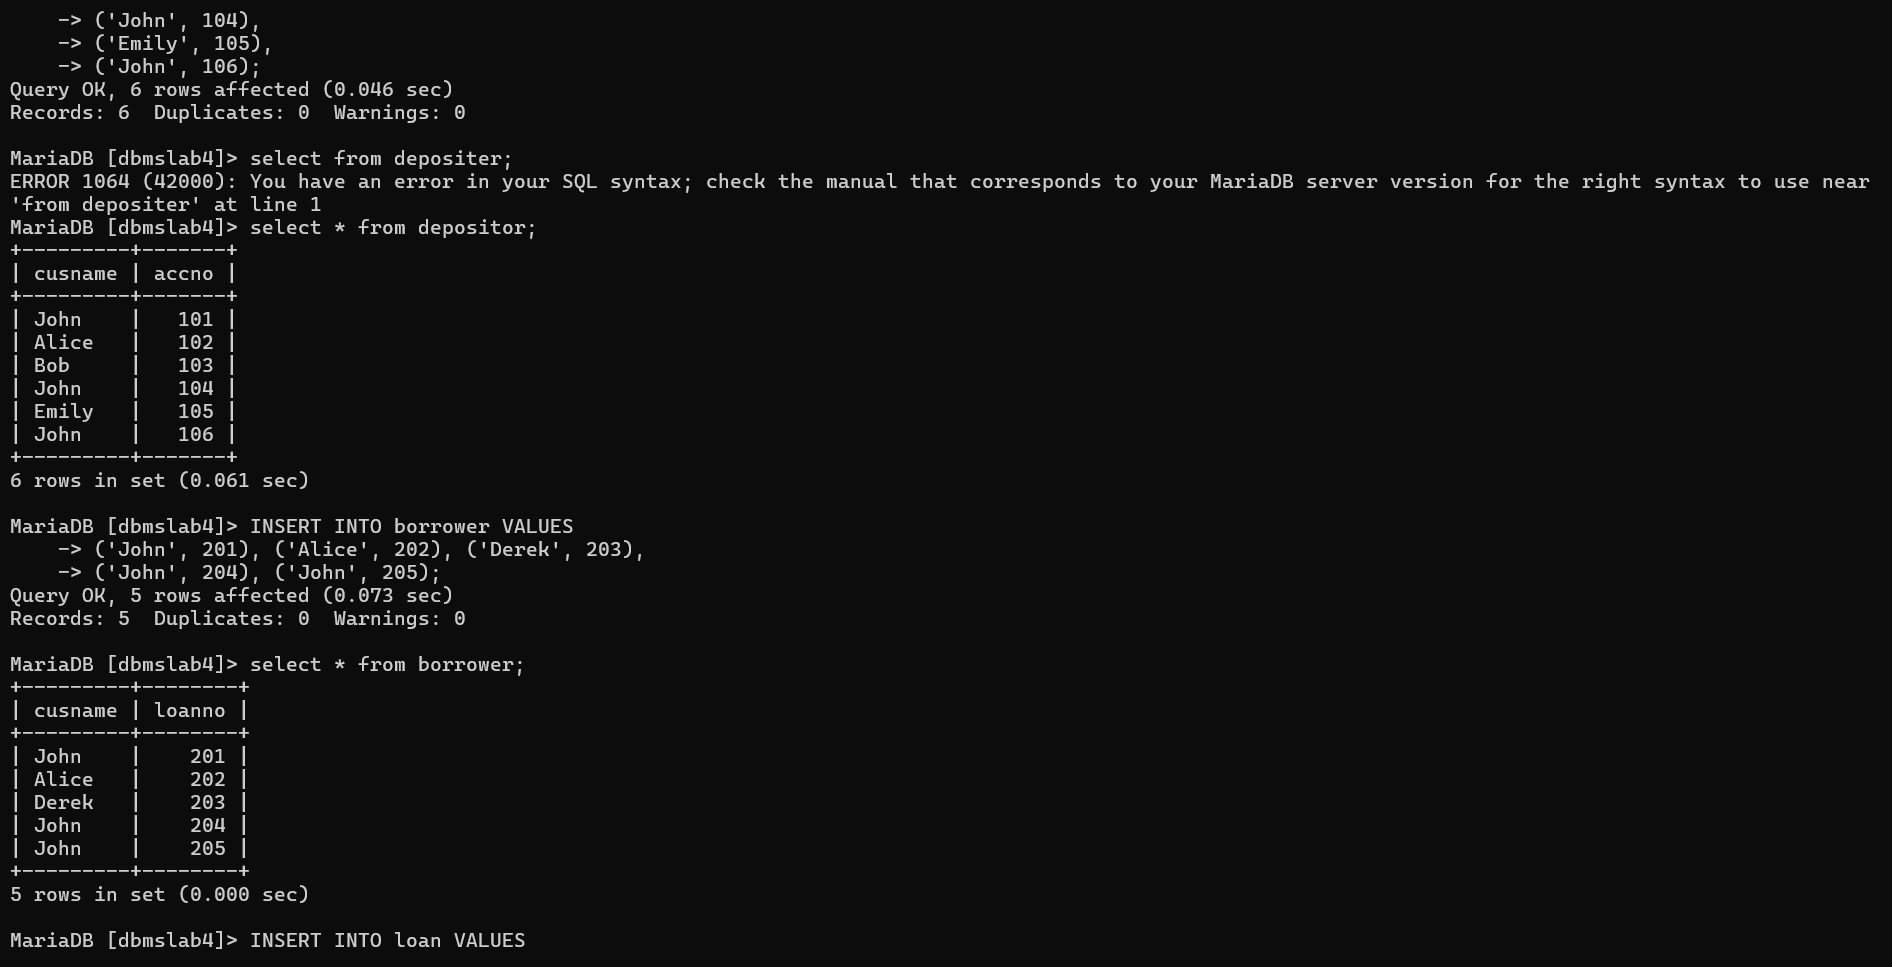 -> ('John', 104),
    -> ('Emily', 105),
    -> ('John', 106);
Query OK, 6 rows affected (0.046 sec)
Records: 6  Duplicates: 0  Warnings: 0

MariaDB [dbmslab4]> select from depositer;
ERROR 1064 (42000): You have an error in your SQL syntax; check the manual that corresponds to your MariaDB server version for the right syntax to use near
'from depositer' at line 1
MariaDB [dbmslab4]> select * from depositor;
+---------+-------+
| cusname | accno |
+---------+-------+
| John    |   101 |
| Alice   |   102 |
| Bob     |   103 |
| John    |   104 |
| Emily   |   105 |
| John    |   106 |
+---------+-------+
6 rows in set (0.061 sec)

MariaDB [dbmslab4]> INSERT INTO borrower VALUES
    -> ('John', 201), ('Alice', 202), ('Derek', 203),
    -> ('John', 204), ('John', 205);
Query OK, 5 rows affected (0.073 sec)
Records: 5  Duplicates: 0  Warnings: 0

MariaDB [dbmslab4]> select * from borrower;
+---------+--------+
| cusname | loanno |
+---------+--------+
| John    |    201 |
| Alice   |    202 |
| Derek   |    203 |
| John    |    204 |
| John    |    205 |
+---------+--------+
5 rows in set (0.000 sec)

MariaDB [dbmslab4]> INSERT INTO loan VALUES